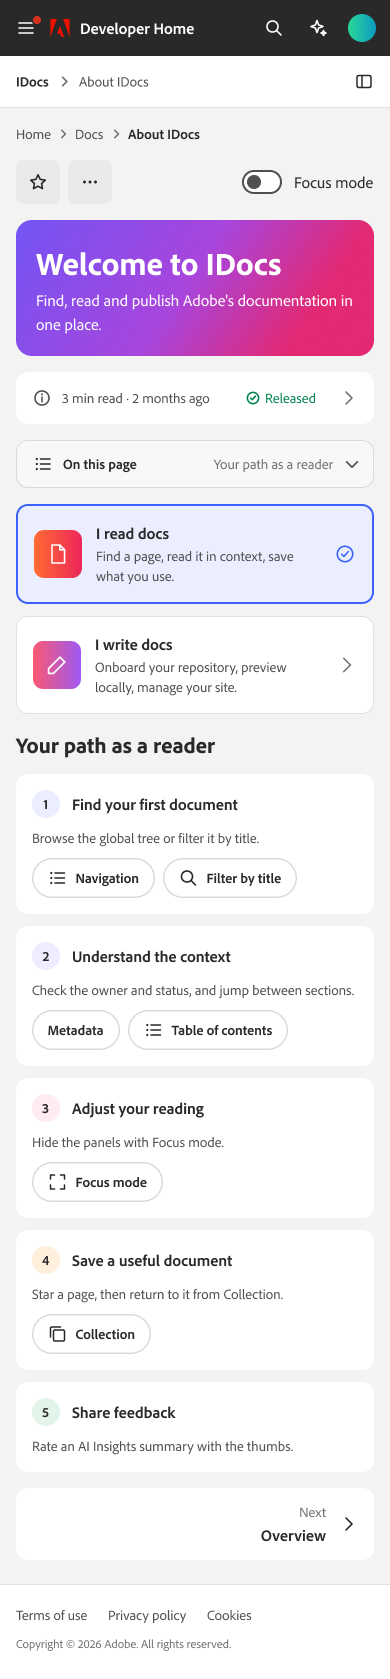 Developer Home
IDocs
About IDocs
Home
Docs
About IDocs
Focus mode
Welcome to IDocs
Find, read and publish Adobe's documentation in
one place.
3 min read · 2 months ago
Released
On this page
Your path as a reader
I read docs
Find a page, read it in context, save
what you use.
I write docs
Onboard your repository, preview
locally, manage your site.
Your path as a reader
1
Find your first document
Browse the global tree or filter it by title.
Navigation
Filter by title
2
Understand the context
Check the owner and status, and jump between sections.
Metadata
Table of contents
3
Adjust your reading
Hide the panels with Focus mode.
Focus mode
4
Save a useful document
Star a page, then return to it from Collection.
Collection
5
Share feedback
Rate an AI Insights summary with the thumbs.
Next
Overview
Terms of use
Privacy policy
Cookies
Copyright © 2026 Adobe. All rights reserved.